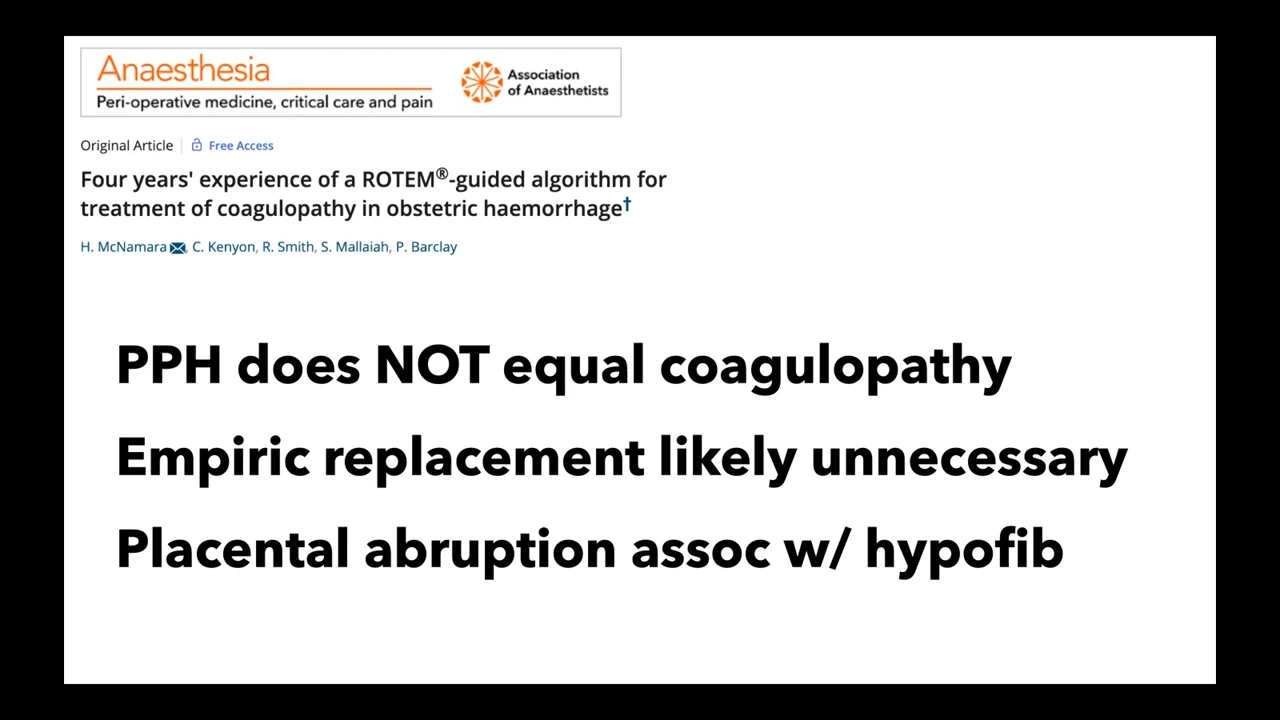 Anaesthesia
Peri-operative medicine, critical care and pain
Association
of Anaesthetists
Original Article
Free Access
Four years' experience of a ROTEM®-guided algorithm for
treatment of coagulopathy in obstetric haemorrhage†
H. McNamara, C. Kenyon, R. Smith, S. Mallaiah, P. Barclay
PPH does NOT equal coagulopathy
Empiric replacement likely unnecessary
Placental abruption assoc w/ hypofib